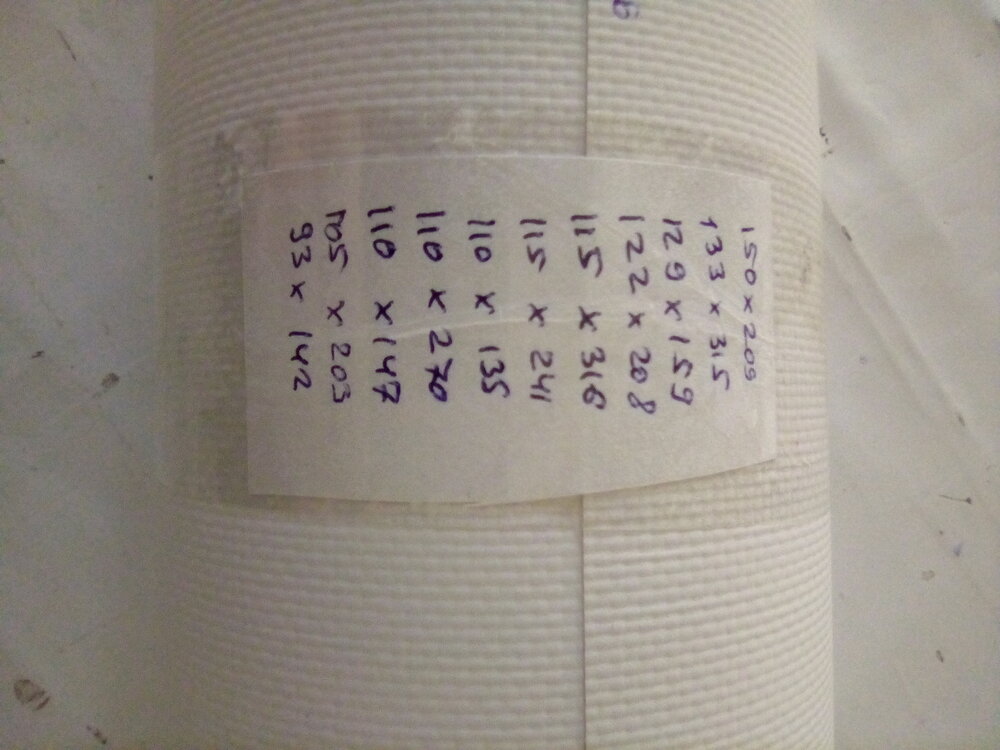 150 x 209
133 x 315
129 x 159
122 x 208
115 x 316
115 x 241
110 x 135
110 x 270
110 x 147
105 x 203
93 x 142